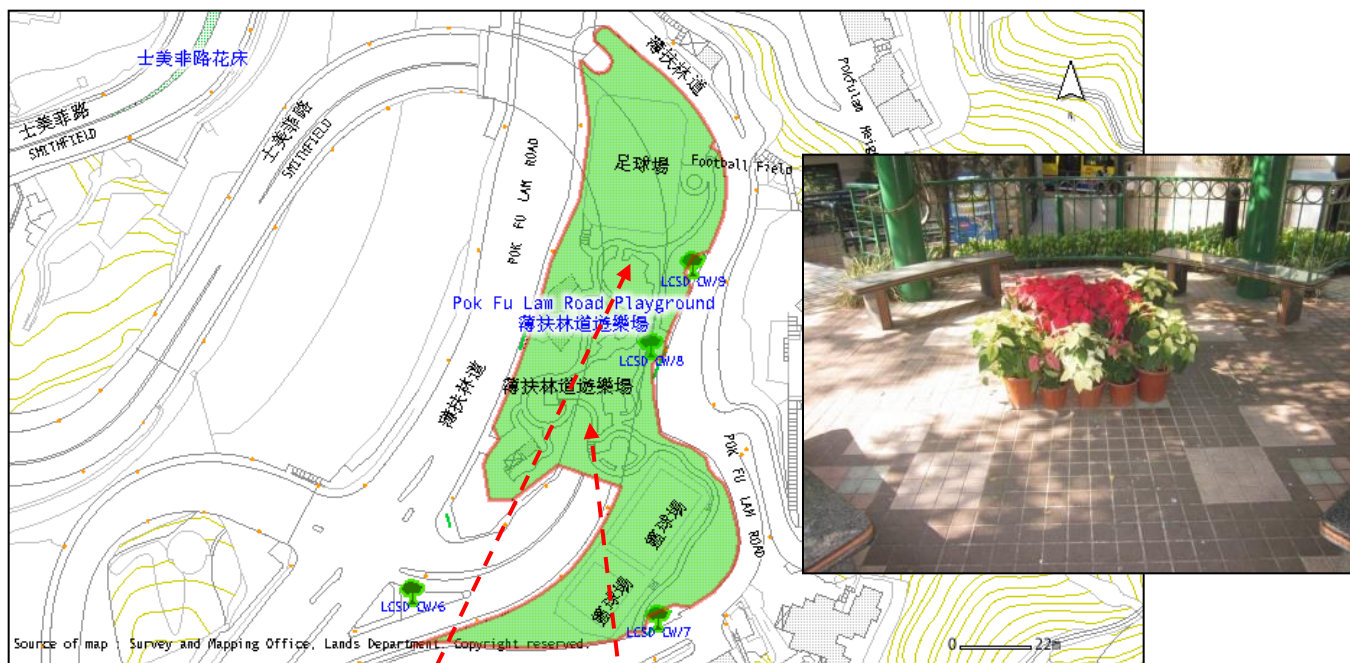 士美非路花床
士美菲路
SMITHFIELD
士美菲路
SMITHFIELD
薄扶林道
Pokfulam Heig
N
足球場
Football Field
POK FU LAM ROAD
LCSD CW/9
Pok Fu Lam Road Playground
薄扶林道遊樂場
LCSD CW/8
薄扶林道遊樂場
薄扶林道
POK FU LAM ROAD
籃球場
籃球場
LCSD CW/6
LCSD CW/7
Source of map : Survey and Mapping Office, Lands Department. Copyright reserved.
0 22m